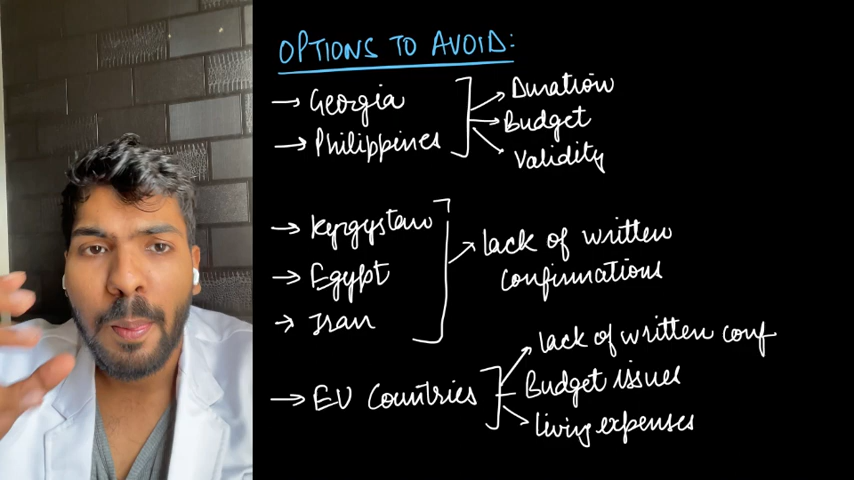 OPTIONS TO AVOID:
→ Georgia
→ Philippines
→ Duration
→ Budget
→ Validity
→ Kyrgystan
→ Egypt
→ Iran
→ lack of written
confirmations
→ EU Countries
→ lack of written conf
Budget issues
→ living expenses